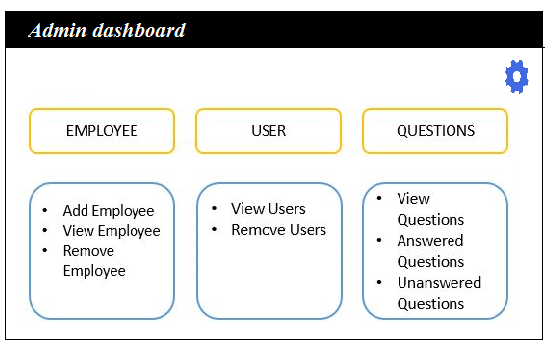 Admin dashboard
EMPLOYEE
USER
QUESTIONS
• Add Employee
• View Employee
• Remove
Employee
• View Users
• Remove Users
• View
Questions
• Answered
Questions
• Unanswered
Questions